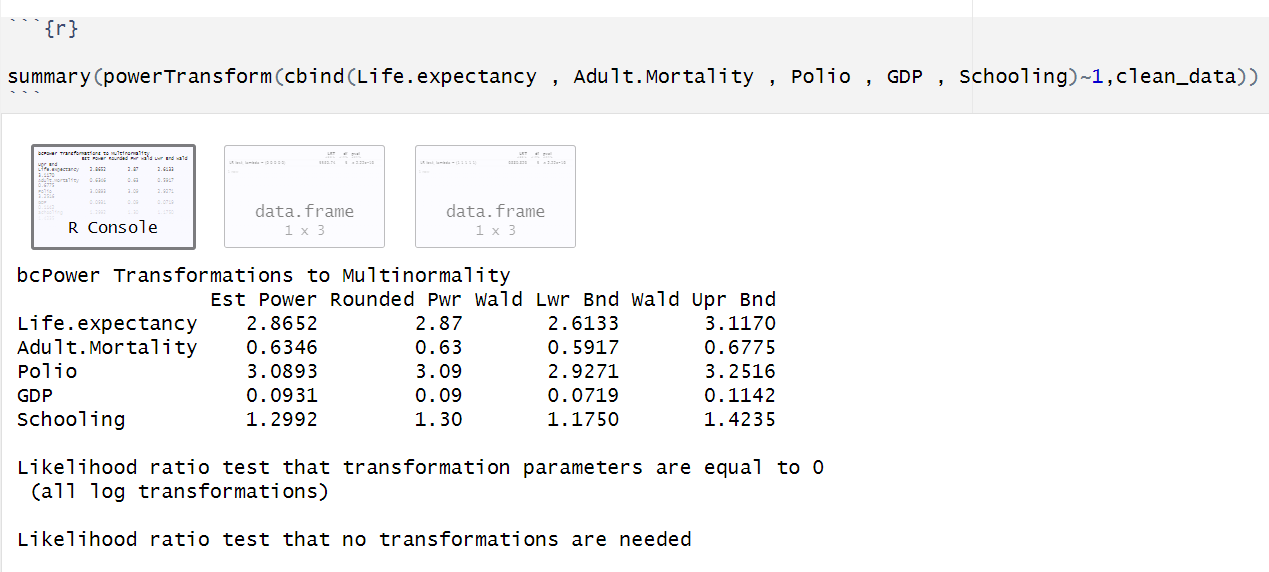 ```{r}
summary(powerTransform(cbind(Life.expectancy , Adult.Mortality , Polio , GDP , Schooling)~1,clean_data))
```
R Console
data.frame
1 x 3
data.frame
1 x 3
bcPower Transformations to Multinormality
Est Power Rounded Pwr Wald Lwr Bnd Wald Upr Bnd
Life.expectancy 2.8652 2.87 2.6133 3.1170
Adult.Mortality 0.6346 0.63 0.5917 0.6775
Polio 3.0893 3.09 2.9271 3.2516
GDP 0.0931 0.09 0.0719 0.1142
Schooling 1.2992 1.30 1.1750 1.4235
Likelihood ratio test that transformation parameters are equal to 0
(all log transformations)
Likelihood ratio test that no transformations are needed